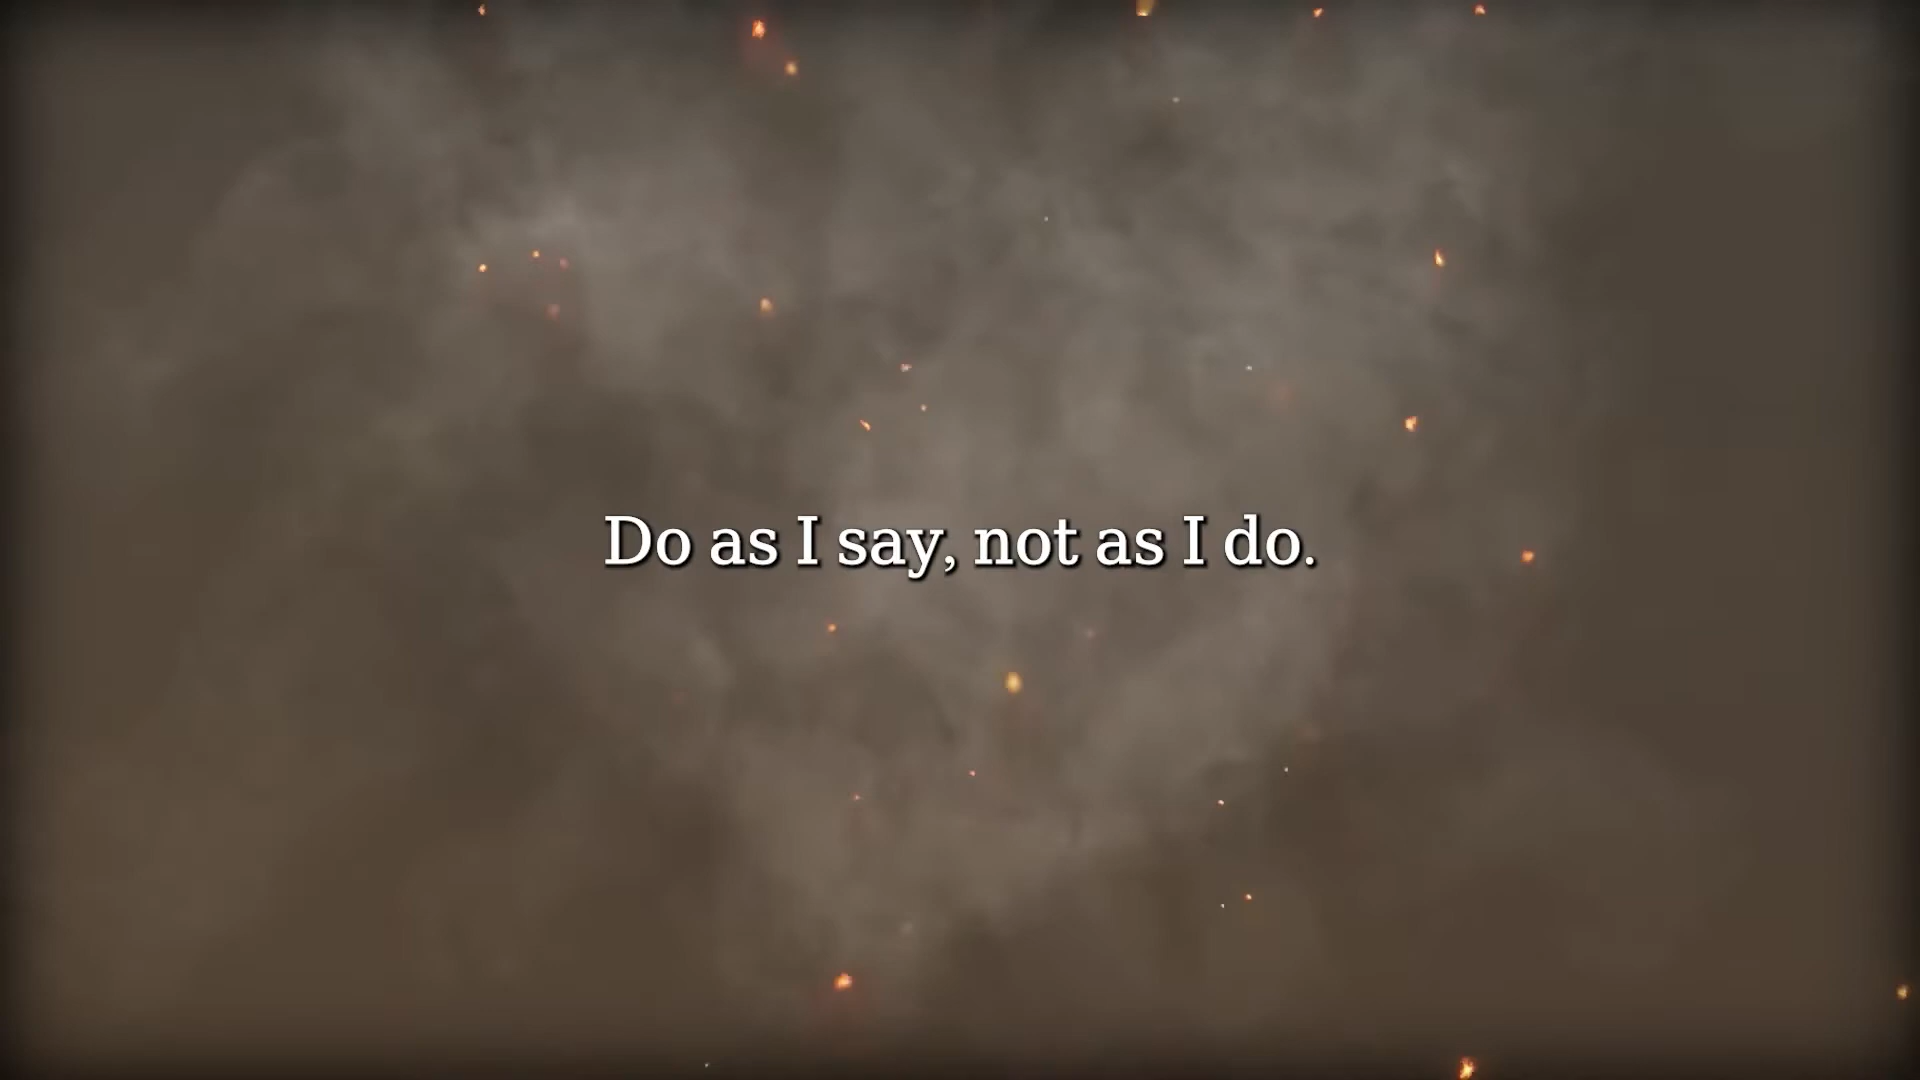 Do as I say, not as I do.